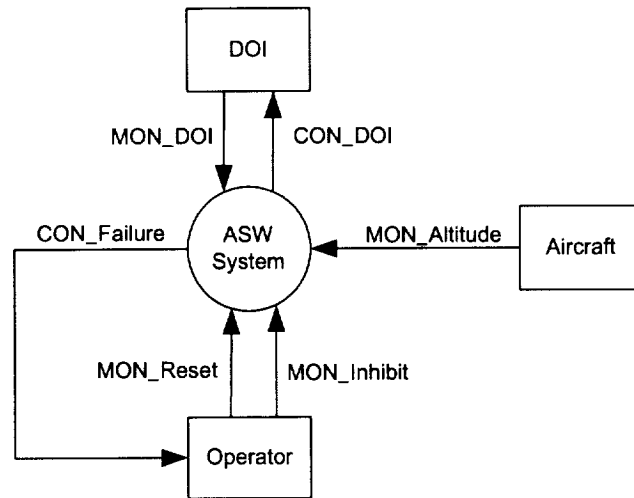 DOI
MON_DOI
CON_DOI
CON_Failure
ASW
System
MON_Altitude
Aircraft
MON_Reset
MON_Inhibit
Operator